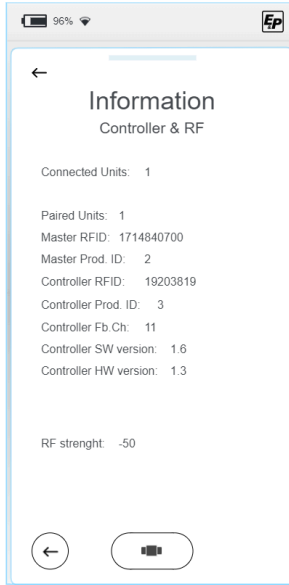 96%
EP
Information
Controller & RF
Connected Units: 1
Paired Units: 1
Master RFID: 1714840700
Master Prod. ID: 2
Controller RFID: 19203819
Controller Prod. ID: 3
Controller Fb.Ch: 11
Controller SW version: 1.6
Controller HW version: 1.3
RF strenght: -50